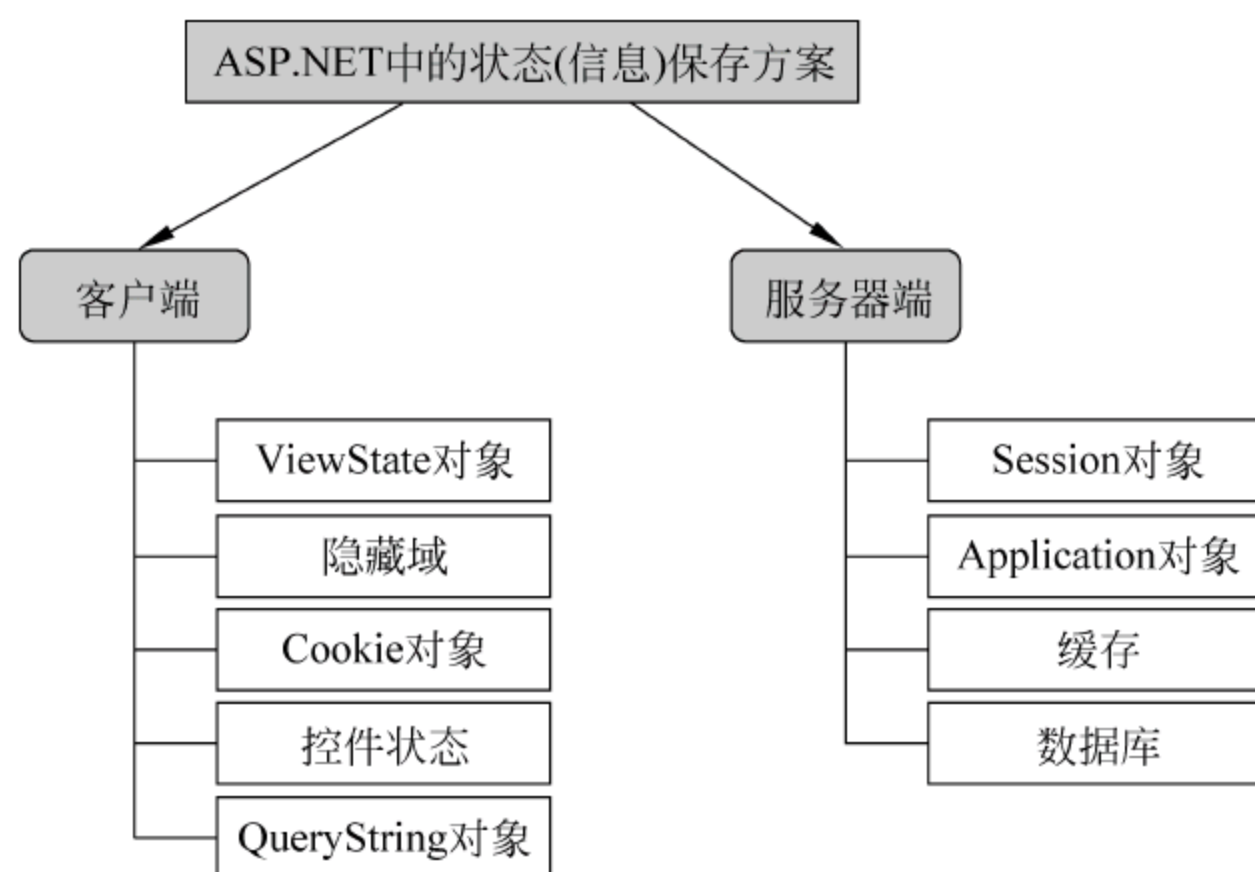 ASP.NET中的状态(信息)保存方案
客户端
服务器端
ViewState对象
隐藏域
Cookie对象
控件状态
QueryString对象
Session对象
Application对象
缓存
数据库